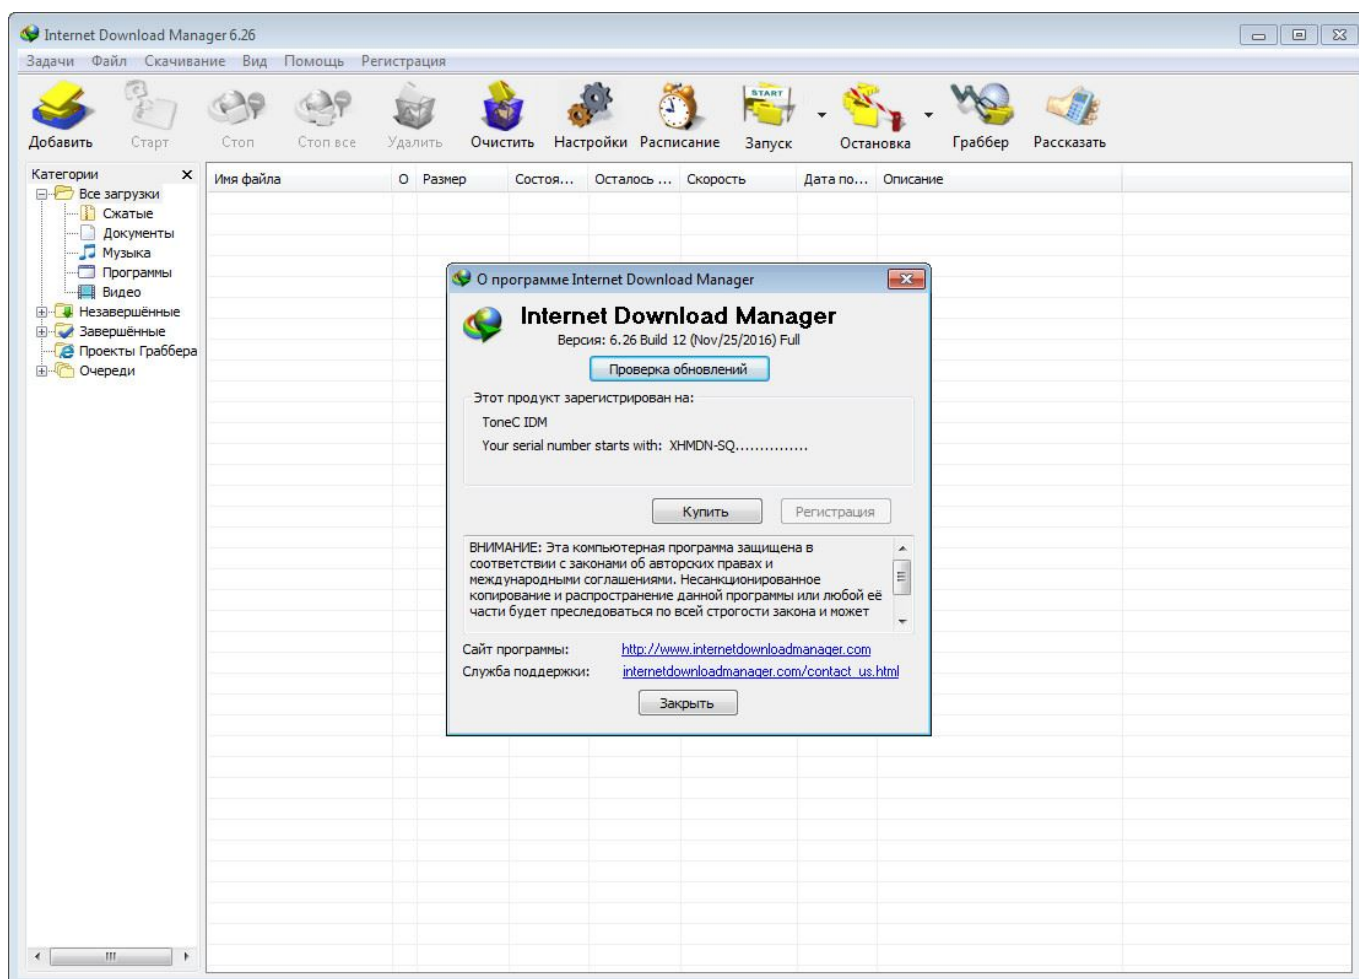 Internet Download Manager 6.26
Задачи Файл Скачивание Вид Помощь Регистрация
Добавить Старт Стоп Стоп все Удалить Очистить Настройки Расписание Запуск Остановка Граббер Рассказать
START
Категории
Имя файла О Размер Состоя... Осталось ... Скорость Дата по... Описание
Все загрузки
Сжатые
Документы
Музыка
Программы
Видео
Незавершённые
Завершённые
Проекты Граббера
Очереди
О программе Internet Download Manager
Internet Download Manager
Версия: 6.26 Build 12 (Nov/25/2016) Full
Проверка обновлений
Этот продукт зарегистрирован на:
ToneC IDM
Your serial number starts with: XHMDN-SQ...............
Купить Регистрация
ВНИМАНИЕ: Эта компьютерная программа защищена в
соответствии с законами об авторских правах и
международными соглашениями. Несанкционированное
копирование и распространение данной программы или любой её
части будет преследоваться по всей строгости закона и может
Сайт программы: http://www.internetdownloadmanager.com
Служба поддержки: internetdownloadmanager.com/contact_us.html
Закрыть